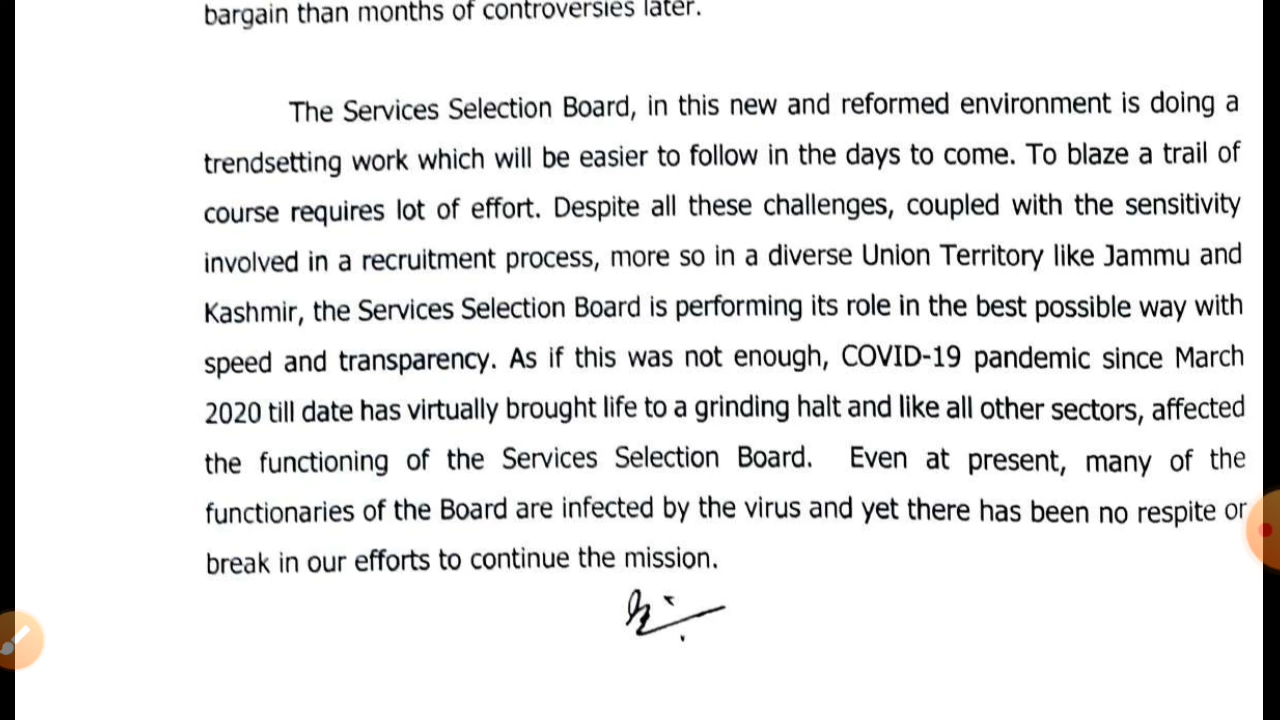 bargain than months of controversies later.
The Services Selection Board, in this new and reformed environment is doing a
trendsetting work which will be easier to follow in the days to come. To blaze a trail of
course requires lot of effort. Despite all these challenges, coupled with the sensitivity
involved in a recruitment process, more so in a diverse Union Territory like Jammu and
Kashmir, the Services Selection Board is performing its role in the best possible way with
speed and transparency. As if this was not enough, COVID-19 pandemic since March
2020 till date has virtually brought life to a grinding halt and like all other sectors, affected
the functioning of the Services Selection Board. Even at present, many of the
functionaries of the Board are infected by the virus and yet there has been no respite or
break in our efforts to continue the mission.